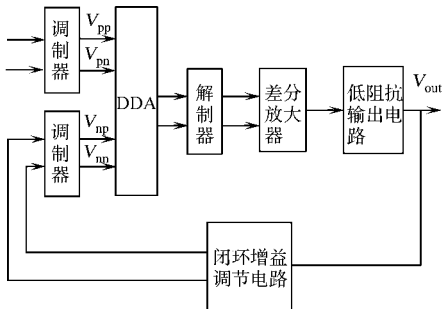 调制器
V_pp
V_pn
DDA
调制器
V_np
V_np
解制器
差分放大器
低阻抗输出电路
V_out
闭环增益
调节电路